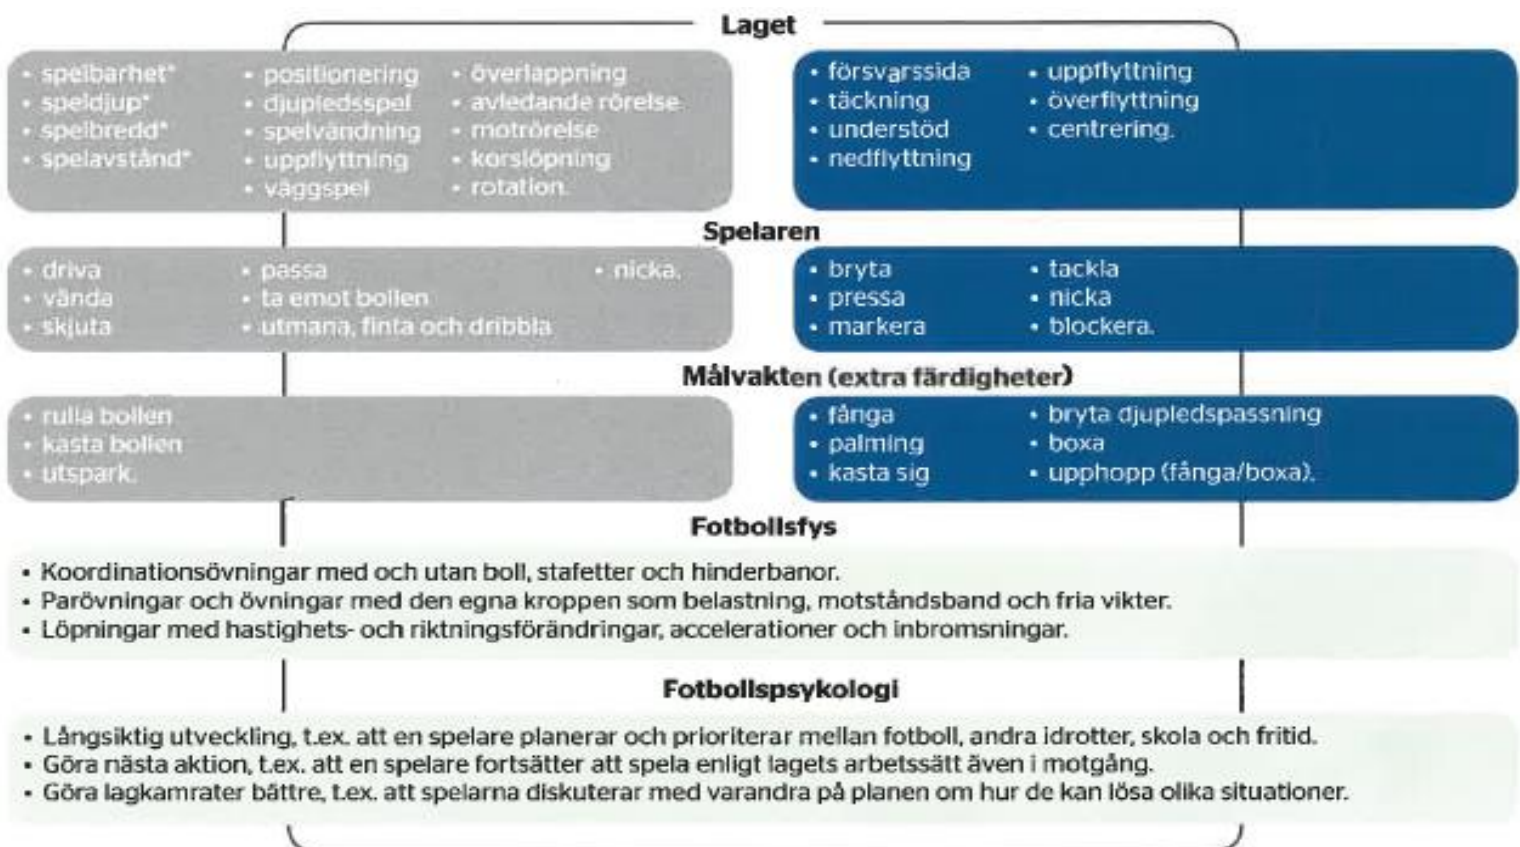 Laget
• spelbarhet*
• speldjup*
• spelbredd*
• spelavstånd*
• positionering
• djupledsspel
• spelvändning
• uppflyttning
• väggspel
• överlappning
• avledande rörelse
• motrörelse
• korslöpning
• rotation.
• försvarssida
• täckning
• understöd
• nedflyttning
• uppflyttning
• överflyttning
• centrering.
Spelaren
• driva
• vända
• skjuta
• passa
• ta emot bollen
• utmana, finta och dribbla
• nicka.
• bryta
• pressa
• markera
• tackla
• nicka
• blockera.
Målvakten (extra färdigheter)
• rulla bollen
• kasta bollen
• utspark.
• fånga
• palming
• kasta sig
• bryta djupledspassning
• boxa
• upphopp (fånga/boxa).
Fotbollsfys
• Koordinationsövningar med och utan boll, stafetter och hinderbanor.
• Parövningar och övningar med den egna kroppen som belastning, motståndsband och fria vikter.
• Löpningar med hastighets- och riktningsförändringar, accelerationer och inbromsningar.
Fotbollspsykologi
• Långsiktig utveckling, t.ex. att en spelare planerar och prioriterar mellan fotboll, andra idrotter, skola och fritid.
• Göra nästa aktion, t.ex. att en spelare fortsätter att spela enligt lagets arbetssätt även i motgång.
• Göra lagkamrater bättre, t.ex. att spelarna diskuterar med varandra på planen om hur de kan lösa olika situationer.